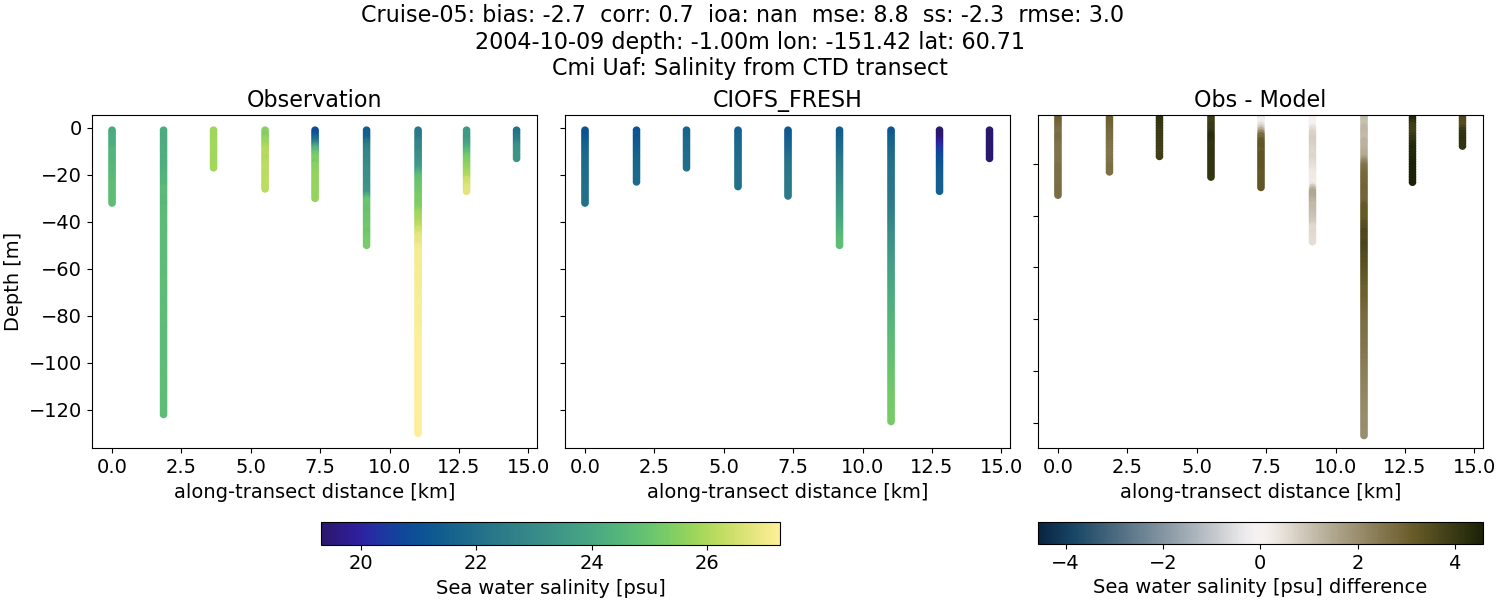 Cruise-05: bias: -2.7  corr: 0.7  ioa: nan  mse: 8.8  ss: -2.3  rmse: 3.0
2004-10-09 depth: -1.00m lon: -151.42 lat: 60.71
Cmi Uaf: Salinity from CTD transect
Observation
CIOFS_FRESH
Obs - Model
Depth [m]
0
−20
−40
−60
−80
−100
−120
0.0 2.5 5.0 7.5 10.0 12.5 15.0
0.0 2.5 5.0 7.5 10.0 12.5 15.0
0.0 2.5 5.0 7.5 10.0 12.5 15.0
along-transect distance [km]
along-transect distance [km]
along-transect distance [km]
20 22 24 26
Sea water salinity [psu]
−4 −2 0 2 4
Sea water salinity [psu] difference